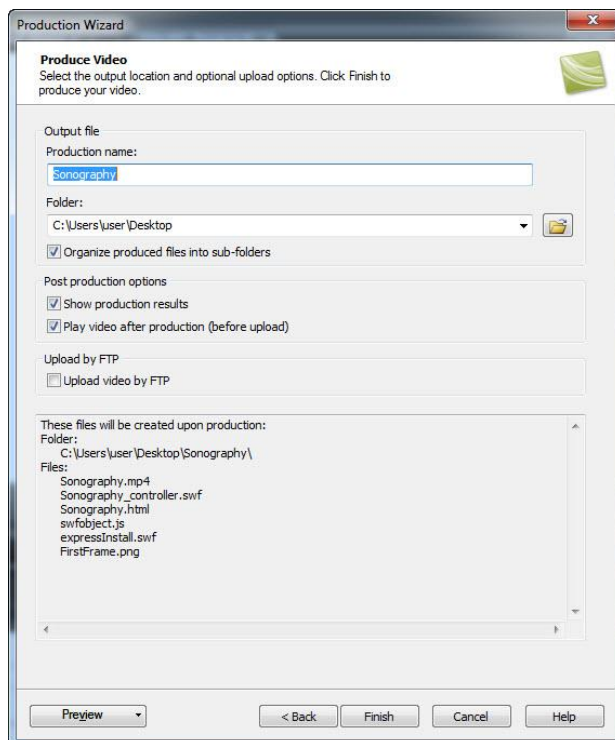 Production Wizard
Produce Video
Select the output location and optional upload options. Click Finish to
produce your video.
Output file
Production name:
Sonography
Folder:
C:\Users\user\Desktop
Organize produced files into sub-folders
Post production options
Show production results
Play video after production (before upload)
Upload by FTP
Upload video by FTP
These files will be created upon production:
Folder:
C:\Users\user\Desktop\Sonography\
Files:
Sonography.mp4
Sonography_controller.swf
Sonography.html
swfobject.js
expressInstall.swf
FirstFrame.png
Preview < Back Finish Cancel Help